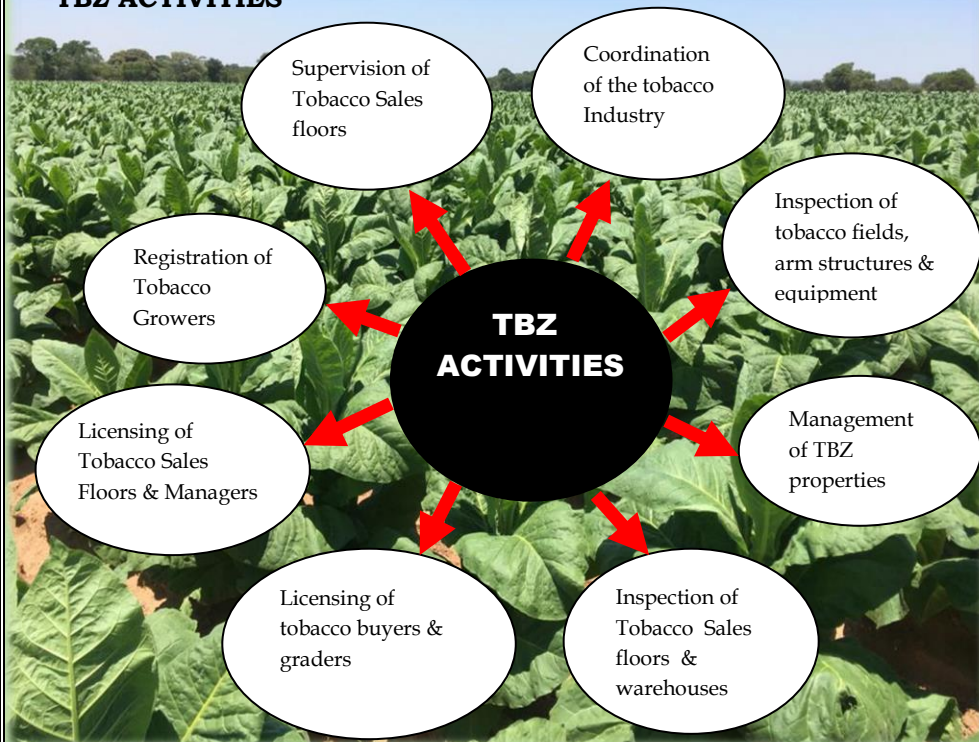 TBZ ACTIVITIES
Supervision of
Tobacco Sales
floors
Coordination
of the tobacco
Industry
Inspection of
tobacco fields,
arm structures &
equipment
Management
of TBZ
properties
Inspection of
Tobacco Sales
floors &
warehouses
Licensing of
tobacco buyers &
graders
Licensing of
Tobacco Sales
Floors & Managers
Registration of
Tobacco
Growers
TBZ
ACTIVITIES